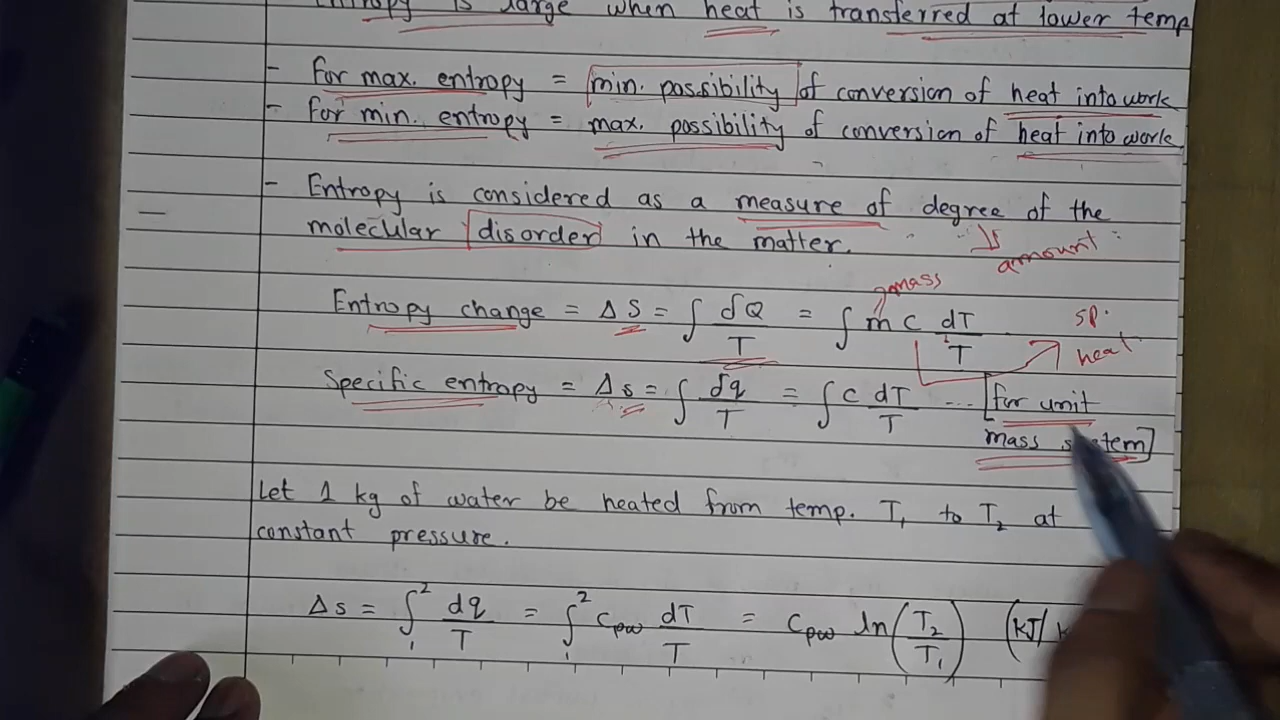 Entropy is large when heat is transferred at lower temp
- For max. entropy = min. possibility of conversion of heat into work
- For min. entropy = max. possibility of conversion of heat into work
- Entropy is considered as a measure of degree of the
molecular disorder in the matter.
ammount
mass
Entropy change = ΔS = ∫ dQ/T = ∫ m c dT/T
sp. heat
Specific entropy = Δs = ∫ dq/T = ∫ c dT/T ... [for unit
mass system]
Let 1 kg of water be heated from temp. T₁ to T₂ at
constant pressure.
Δs = ∫₁² dq/T = ∫₁² Cpw dT/T = Cpw ln(T₂/T₁) (kJ/